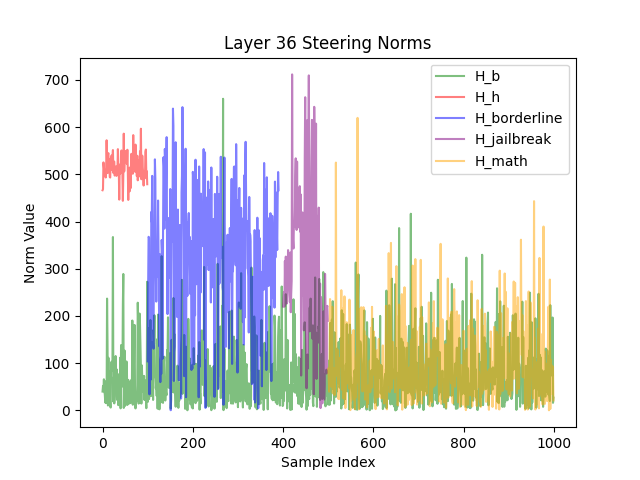 Layer 36 Steering Norms
Norm Value
700
600
500
400
300
200
100
0
H_b
H_h
H_borderline
H_jailbreak
H_math
0
200
400
600
800
1000
Sample Index